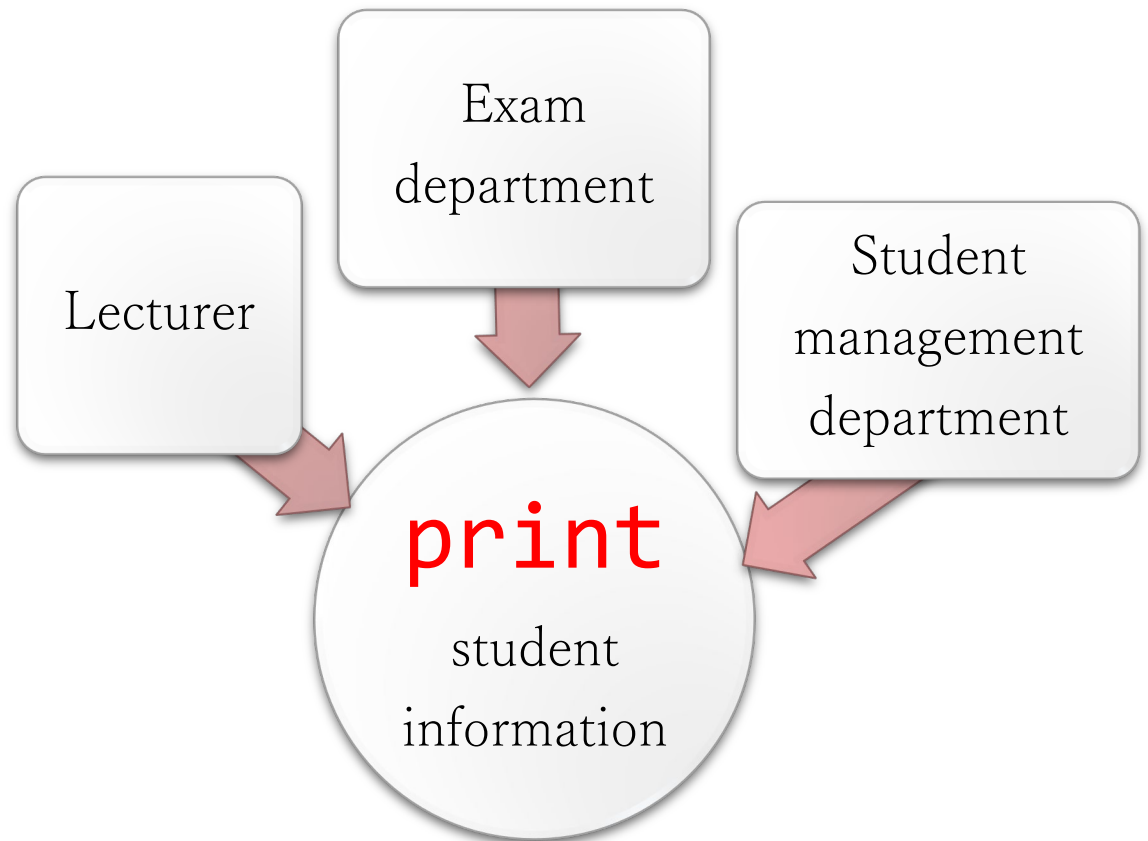 Exam
department
Lecturer
Student
management
department
print
student
information